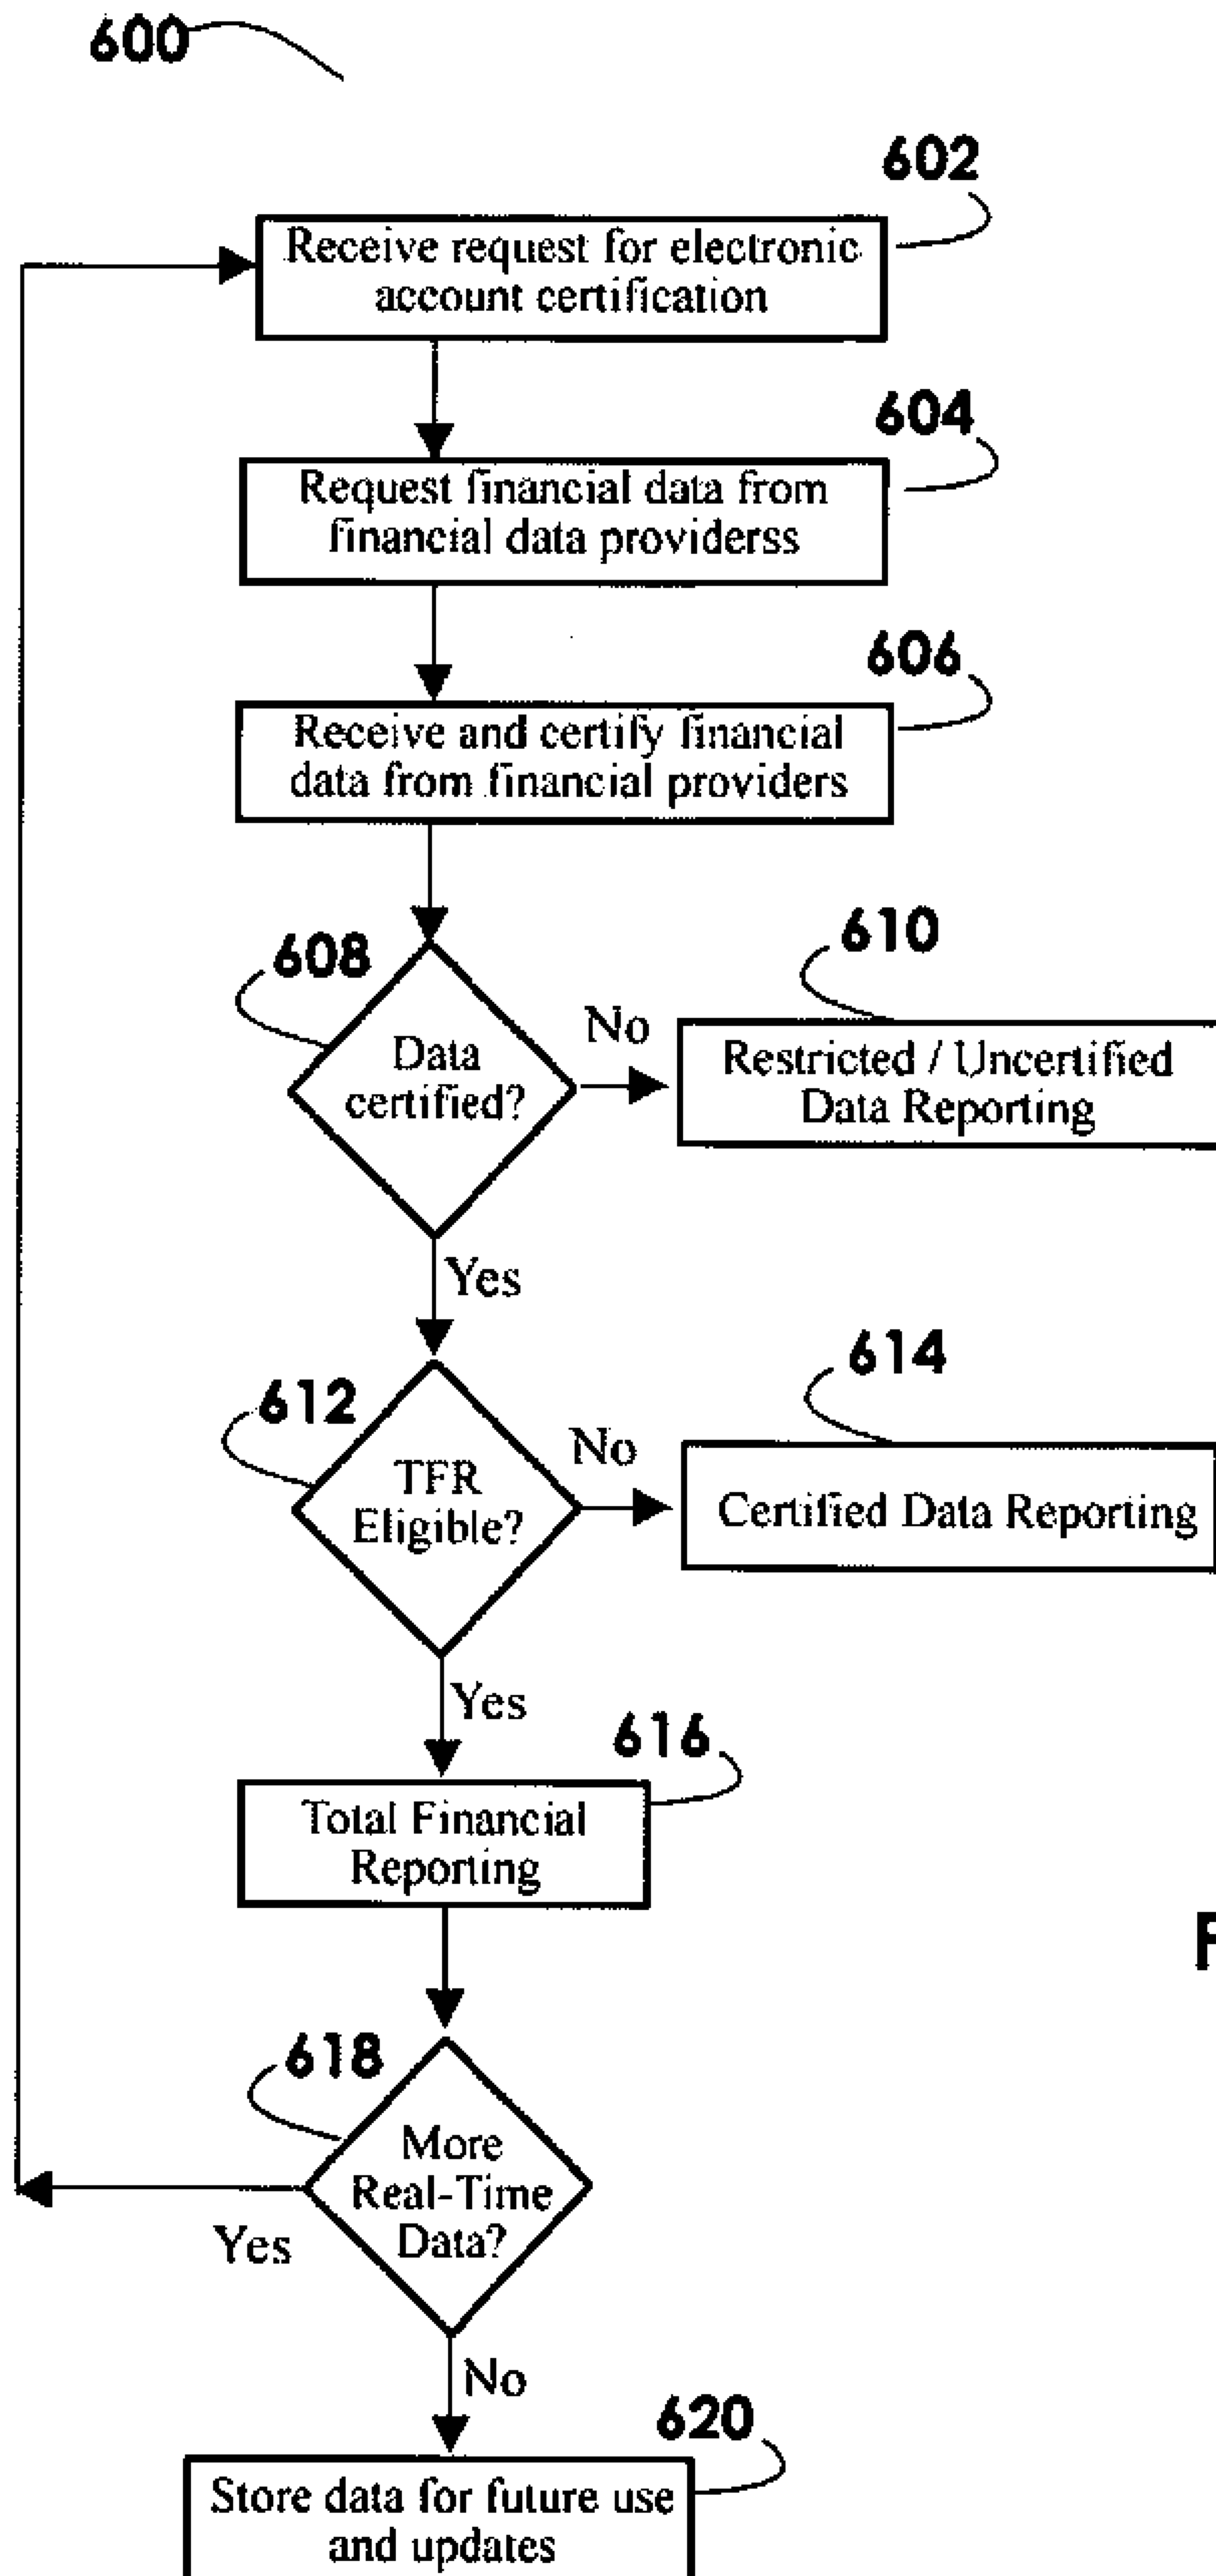 600
602
Receive request for electronic
account certification
604
Request financial data from
financial data providerss
606
Receive and certify financial
data from financial providers
608
Data
certified?
No
610
Restricted / Uncertified
Data Reporting
Yes
612
TFR
Eligible?
No
614
Certified Data Reporting
Yes
616
Total Financial
Reporting
618
More
Real-Time
Data?
Yes
No
620
Store data for future use
and updates